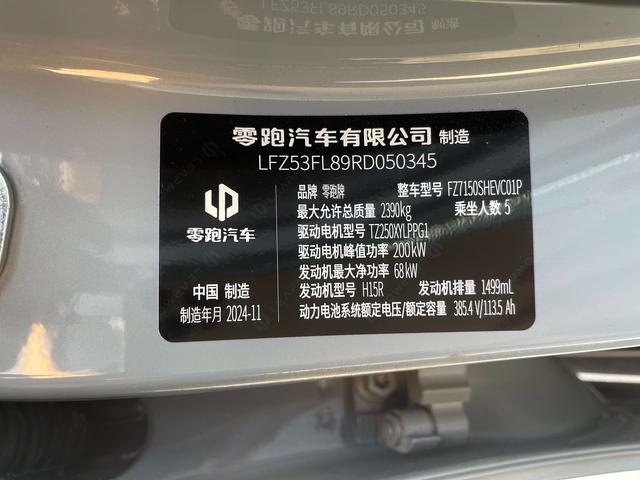 LFZ53FL89RD050345
制造
零跑汽车有限公司 制造
LFZ53FL89RD050345
品牌 零跑牌 整车型号 FZ7150SHEVC01P
最大允许总质量 2390kg 乘坐人数 5
驱动电机型号 TZ250XYLPPG1
驱动电机峰值功率 200kW
发动机最大净功率 68kW
发动机型号 H15R 发动机排量 1499mL
动力电池系统额定电压/额定容量 385.4V/113.5 Ah
零跑汽车
中国 制造
制造年月 2024-11